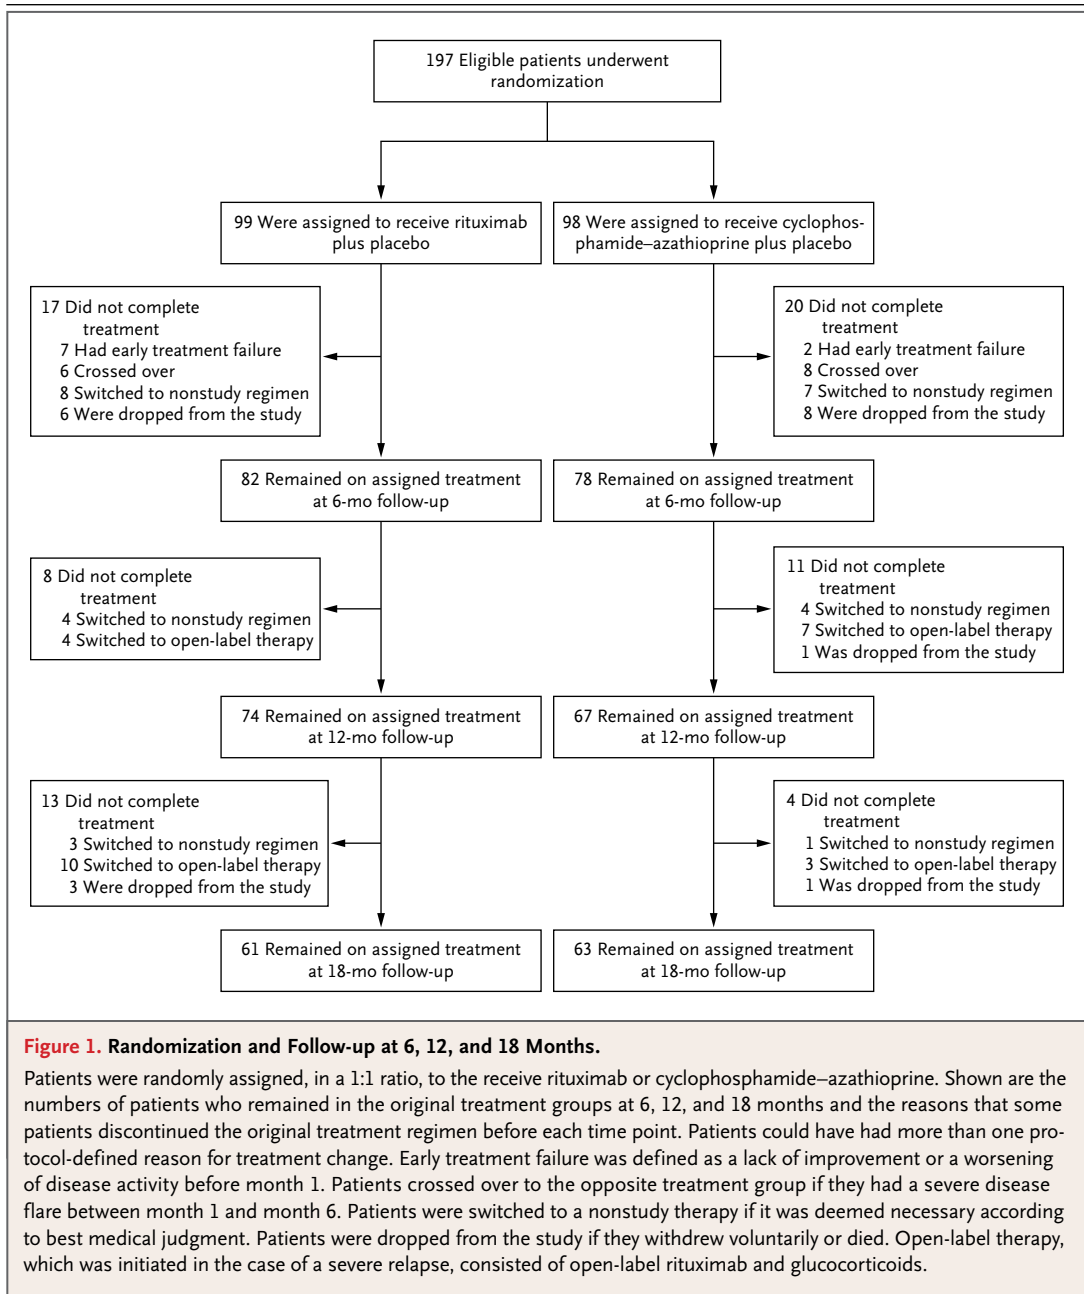 197 Eligible patients underwent
randomization
99 Were assigned to receive rituximab
plus placebo
98 Were assigned to receive cyclophos-
phamide–azathioprine plus placebo
17 Did not complete
treatment
7 Had early treatment failure
6 Crossed over
8 Switched to nonstudy regimen
6 Were dropped from the study
20 Did not complete
treatment
2 Had early treatment failure
8 Crossed over
7 Switched to nonstudy regimen
8 Were dropped from the study
82 Remained on assigned treatment
at 6-mo follow-up
78 Remained on assigned treatment
at 6-mo follow-up
8 Did not complete
treatment
4 Switched to nonstudy regimen
4 Switched to open-label therapy
11 Did not complete
treatment
4 Switched to nonstudy regimen
7 Switched to open-label therapy
1 Was dropped from the study
74 Remained on assigned treatment
at 12-mo follow-up
67 Remained on assigned treatment
at 12-mo follow-up
13 Did not complete
treatment
3 Switched to nonstudy regimen
10 Switched to open-label therapy
3 Were dropped from the study
4 Did not complete
treatment
1 Switched to nonstudy regimen
3 Switched to open-label therapy
1 Was dropped from the study
61 Remained on assigned treatment
at 18-mo follow-up
63 Remained on assigned treatment
at 18-mo follow-up
Figure 1. Randomization and Follow-up at 6, 12, and 18 Months.
Patients were randomly assigned, in a 1:1 ratio, to the receive rituximab or cyclophosphamide–azathioprine. Shown are the
numbers of patients who remained in the original treatment groups at 6, 12, and 18 months and the reasons that some
patients discontinued the original treatment regimen before each time point. Patients could have had more than one pro-
tocol-defined reason for treatment change. Early treatment failure was defined as a lack of improvement or a worsening
of disease activity before month 1. Patients crossed over to the opposite treatment group if they had a severe disease
flare between month 1 and month 6. Patients were switched to a nonstudy therapy if it was deemed necessary according
to best medical judgment. Patients were dropped from the study if they withdrew voluntarily or died. Open-label therapy,
which was initiated in the case of a severe relapse, consisted of open-label rituximab and glucocorticoids.